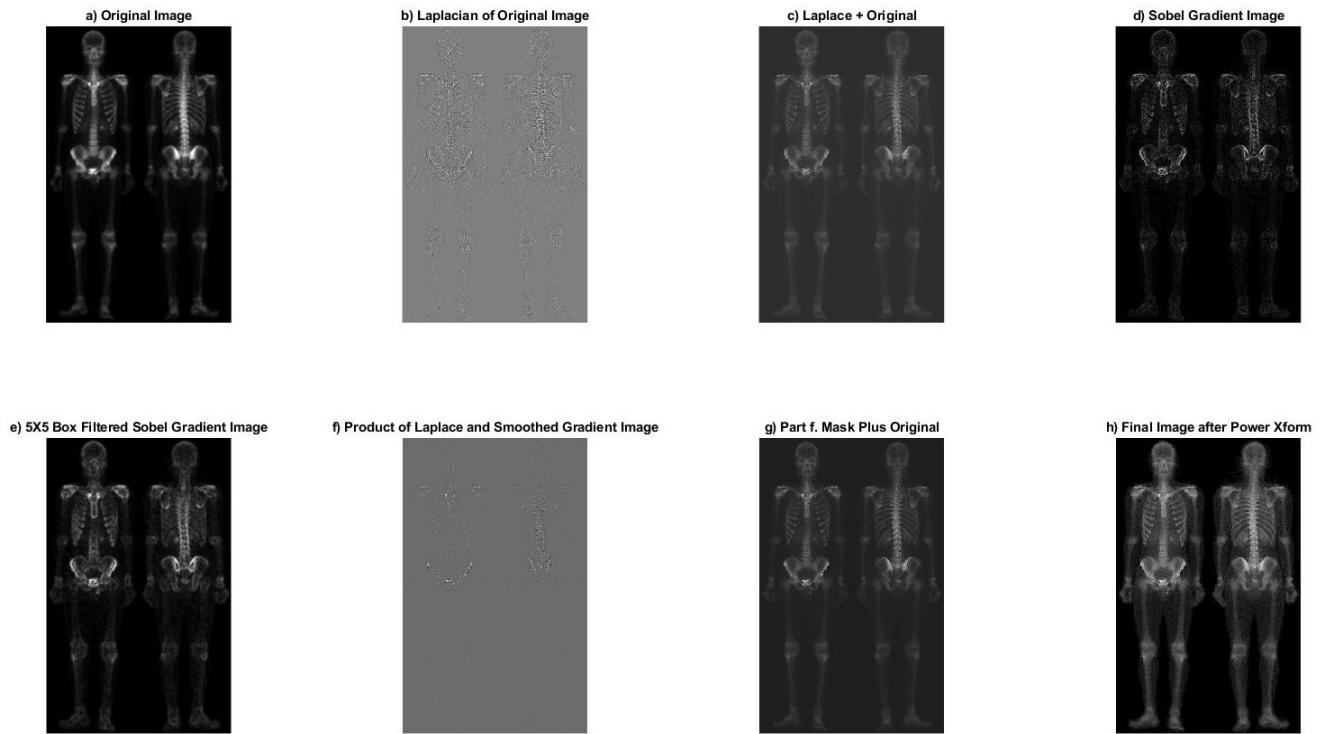 a) Original Image
b) Laplacian of Original Image
c) Laplace + Original
d) Sobel Gradient Image
e) 5X5 Box Filtered Sobel Gradient Image
f) Product of Laplace and Smoothed Gradient Image
g) Part f. Mask Plus Original
h) Final Image after Power Xform